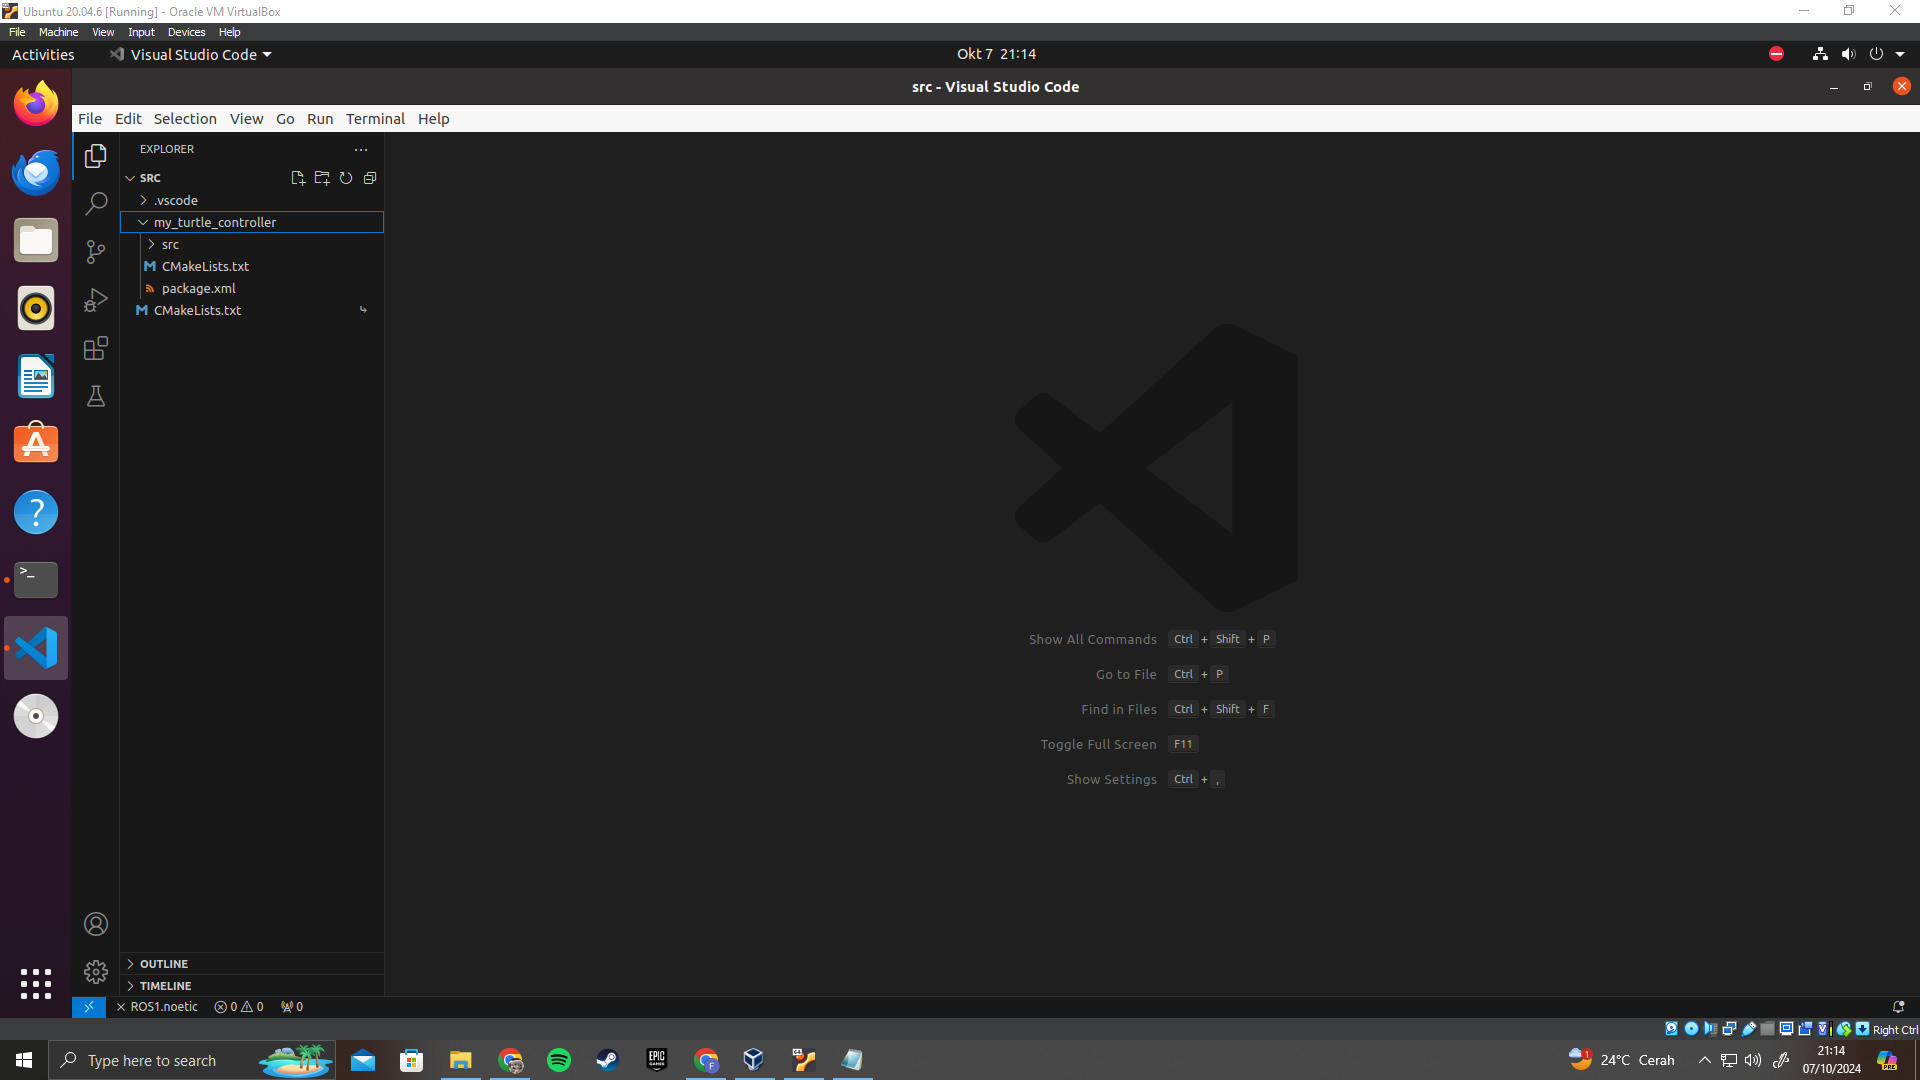 Ubuntu 20.04.6 [Running] - Oracle VM VirtualBox
File Machine View Input Devices Help
Activities Visual Studio Code Okt 7 21:14
src - Visual Studio Code
File Edit Selection View Go Run Terminal Help
EXPLORER
SRC
.vscode
my_turtle_controller
src
CMakeLists.txt
package.xml
CMakeLists.txt
Show All Commands Ctrl + Shift + P
Go to File Ctrl + P
Find in Files Ctrl + Shift + F
Toggle Full Screen F11
Show Settings Ctrl + ,
OUTLINE
TIMELINE
ROS1.noetic 0 0 0
Right Ctrl
Type here to search
EPIC GAMES
F
1
24°C Cerah
21:14
07/10/2024
PRE